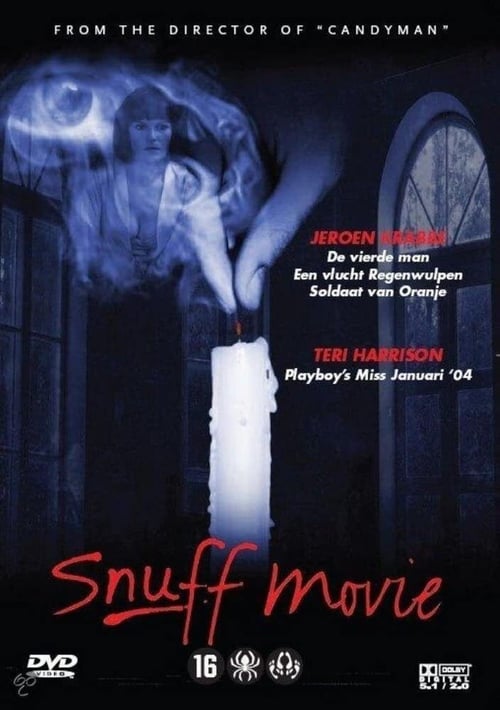 FROM THE DIRECTOR OF "CANDYMAN"
JEROEN KRABBÉ
De vierde man
Een vlucht Regenwulpen
Soldaat van Oranje
TERI HARRISON
Playboy's Miss Januari '04
Snuff Movie
DVD
VIDEO
16
DOLBY
DIGITAL
5.1 / 2.0